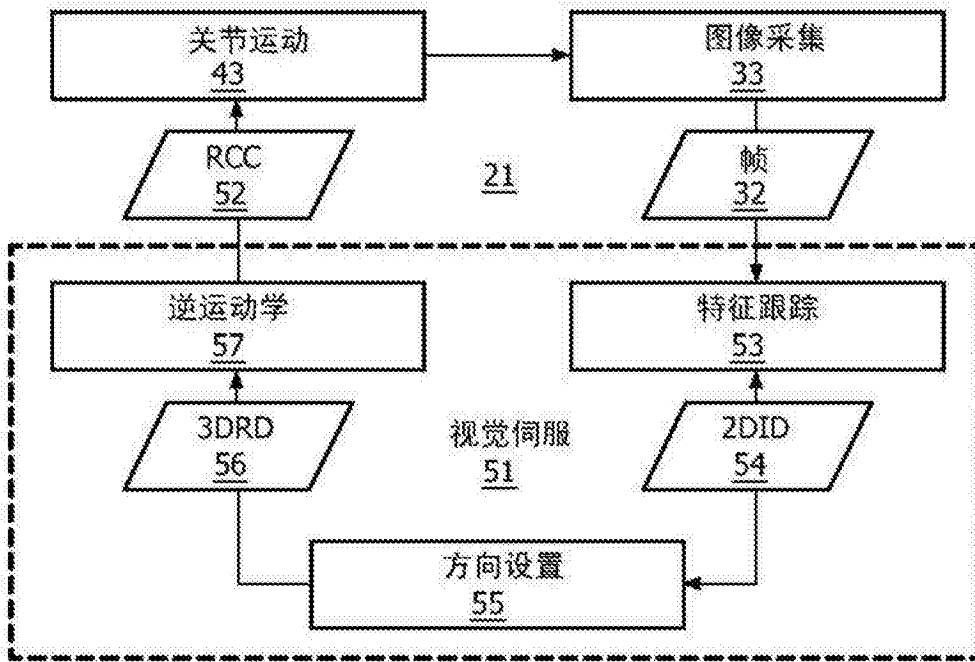 关节运动
43
图像采集
33
RCC
52
21
帧
32
逆运动学
57
特征跟踪
53
3DRD
56
视觉伺服
51
2DID
54
方向设置
55